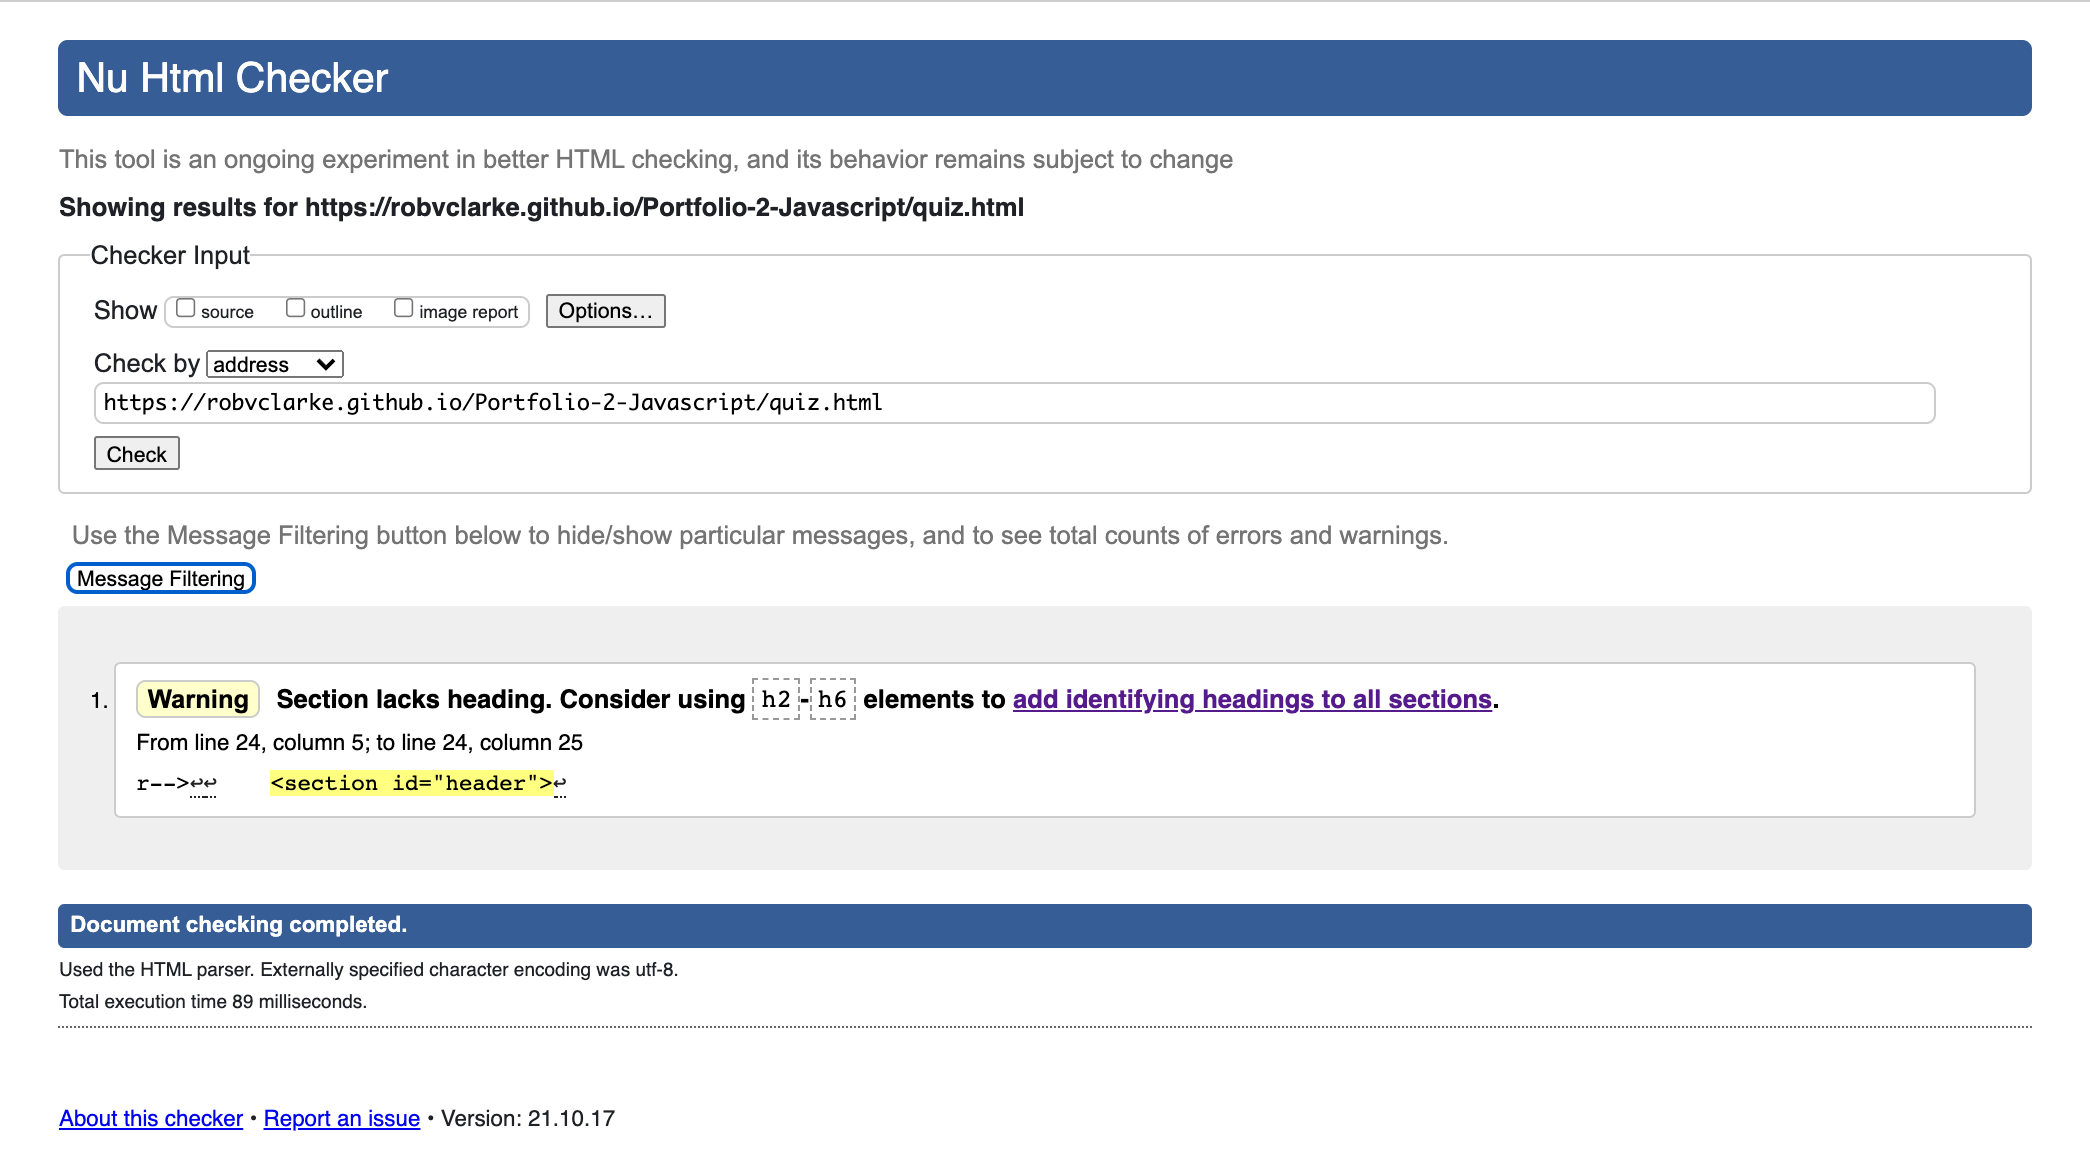 Nu Html Checker
This tool is an ongoing experiment in better HTML checking, and its behavior remains subject to change
Showing results for https://robvclarke.github.io/Portfolio-2-Javascript/quiz.html
Checker Input
Show source outline image report Options...
Check by address
https://robvclarke.github.io/Portfolio-2-Javascript/quiz.html
Check
Use the Message Filtering button below to hide/show particular messages, and to see total counts of errors and warnings.
Message Filtering
1. Warning Section lacks heading. Consider using h2-h6 elements to add identifying headings to all sections.
From line 24, column 5; to line 24, column 25
r-->↩↩ <section id="header">↩
Document checking completed.
Used the HTML parser. Externally specified character encoding was utf-8.
Total execution time 89 milliseconds.
About this checker • Report an issue • Version: 21.10.17